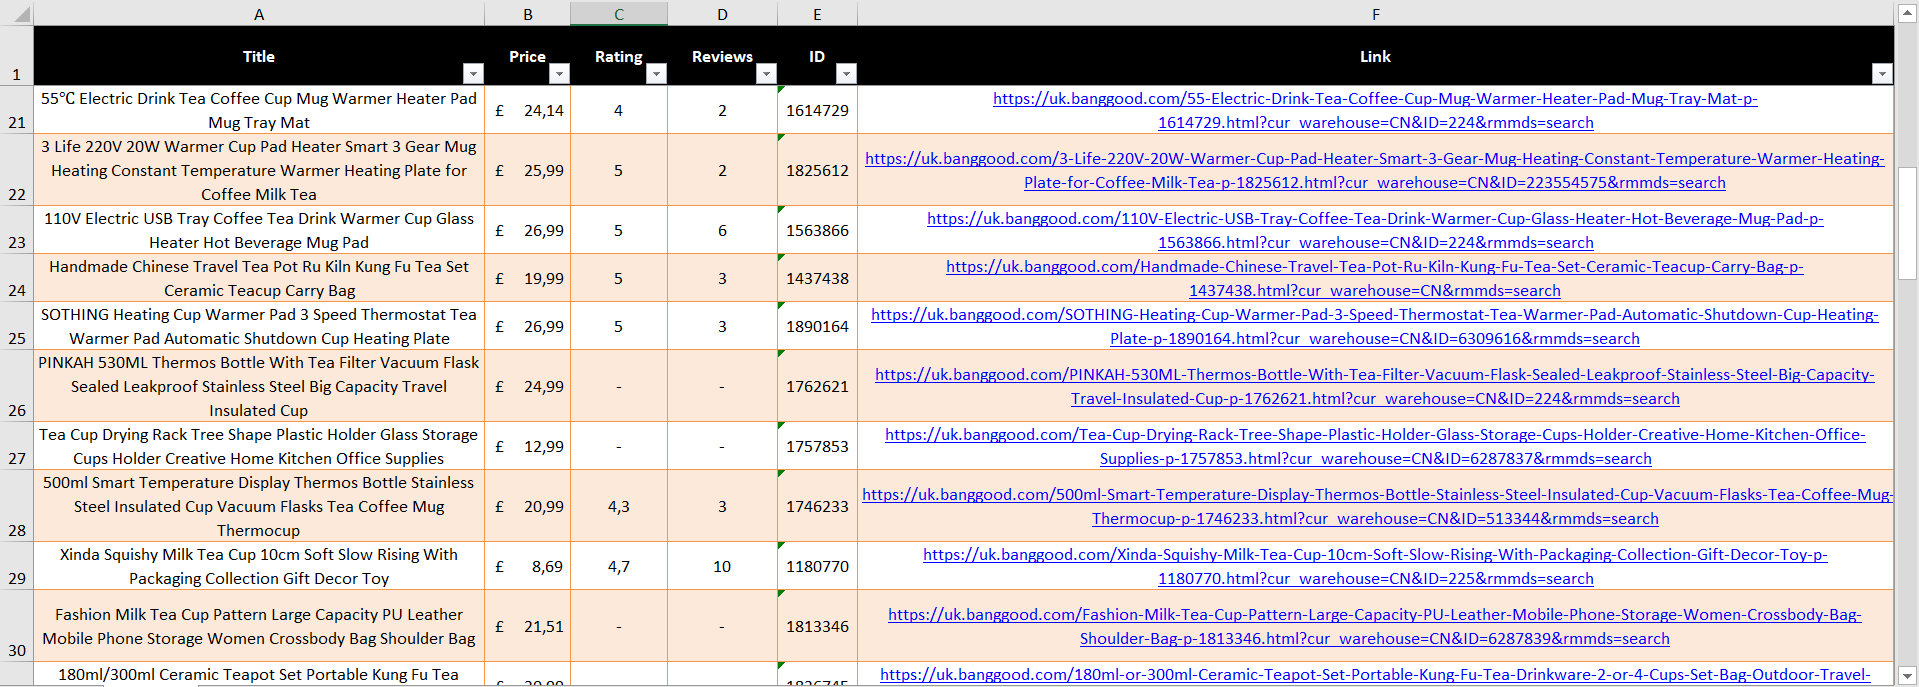 A B C D E F
1 Title Price Rating Reviews ID Link
55℃ Electric Drink Tea Coffee Cup Mug Warmer Heater Pad
Mug Tray Mat
21 £ 24,14 4 2 1614729
https://uk.banggood.com/55-Electric-Drink-Tea-Coffee-Cup-Mug-Warmer-Heater-Pad-Mug-Tray-Mat-p-
1614729.html?cur_warehouse=CN&ID=224&rmmds=search
3 Life 220V 20W Warmer Cup Pad Heater Smart 3 Gear Mug
Heating Constant Temperature Warmer Heating Plate for
Coffee Milk Tea
22 £ 25,99 5 2 1825612
https://uk.banggood.com/3-Life-220V-20W-Warmer-Cup-Pad-Heater-Smart-3-Gear-Mug-Heating-Constant-Temperature-Warmer-Heating-
Plate-for-Coffee-Milk-Tea-p-1825612.html?cur_warehouse=CN&ID=223554575&rmmds=search
110V Electric USB Tray Coffee Tea Drink Warmer Cup Glass
Heater Hot Beverage Mug Pad
23 £ 26,99 5 6 1563866
https://uk.banggood.com/110V-Electric-USB-Tray-Coffee-Tea-Drink-Warmer-Cup-Glass-Heater-Hot-Beverage-Mug-Pad-p-
1563866.html?cur_warehouse=CN&ID=224&rmmds=search
Handmade Chinese Travel Tea Pot Ru Kiln Kung Fu Tea Set
Ceramic Teacup Carry Bag
24 £ 19,99 5 3 1437438
https://uk.banggood.com/Handmade-Chinese-Travel-Tea-Pot-Ru-Kiln-Kung-Fu-Tea-Set-Ceramic-Teacup-Carry-Bag-p-
1437438.html?cur_warehouse=CN&rmmds=search
SOTHING Heating Cup Warmer Pad 3 Speed Thermostat Tea
Warmer Pad Automatic Shutdown Cup Heating Plate
25 £ 26,99 5 3 1890164
https://uk.banggood.com/SOTHING-Heating-Cup-Warmer-Pad-3-Speed-Thermostat-Tea-Warmer-Pad-Automatic-Shutdown-Cup-Heating-
Plate-p-1890164.html?cur_warehouse=CN&ID=6309616&rmmds=search
PINKAH 530ML Thermos Bottle With Tea Filter Vacuum Flask
Sealed Leakproof Stainless Steel Big Capacity Travel
Insulated Cup
26 £ 24,99 - - 1762621
https://uk.banggood.com/PINKAH-530ML-Thermos-Bottle-With-Tea-Filter-Vacuum-Flask-Sealed-Leakproof-Stainless-Steel-Big-Capacity-
Travel-Insulated-Cup-p-1762621.html?cur_warehouse=CN&ID=224&rmmds=search
Tea Cup Drying Rack Tree Shape Plastic Holder Glass Storage
Cups Holder Creative Home Kitchen Office Supplies
27 £ 12,99 - - 1757853
https://uk.banggood.com/Tea-Cup-Drying-Rack-Tree-Shape-Plastic-Holder-Glass-Storage-Cups-Holder-Creative-Home-Kitchen-Office-
Supplies-p-1757853.html?cur_warehouse=CN&ID=6287837&rmmds=search
500ml Smart Temperature Display Thermos Bottle Stainless
Steel Insulated Cup Vacuum Flasks Tea Coffee Mug
Thermocup
28 £ 20,99 4,3 3 1746233
https://uk.banggood.com/500ml-Smart-Temperature-Display-Thermos-Bottle-Stainless-Steel-Insulated-Cup-Vacuum-Flasks-Tea-Coffee-Mug-
Thermocup-p-1746233.html?cur_warehouse=CN&ID=513344&rmmds=search
Xinda Squishy Milk Tea Cup 10cm Soft Slow Rising With
Packaging Collection Gift Decor Toy
29 £ 8,69 4,7 10 1180770
https://uk.banggood.com/Xinda-Squishy-Milk-Tea-Cup-10cm-Soft-Slow-Rising-With-Packaging-Collection-Gift-Decor-Toy-p-
1180770.html?cur_warehouse=CN&ID=225&rmmds=search
Fashion Milk Tea Cup Pattern Large Capacity PU Leather
Mobile Phone Storage Women Crossbody Bag Shoulder Bag
30 £ 21,51 - - 1813346
https://uk.banggood.com/Fashion-Milk-Tea-Cup-Pattern-Large-Capacity-PU-Leather-Mobile-Phone-Storage-Women-Crossbody-Bag-
Shoulder-Bag-p-1813346.html?cur_warehouse=CN&ID=6287839&rmmds=search
180ml/300ml Ceramic Teapot Set Portable Kung Fu Tea
https://uk.banggood.com/180ml-or-300ml-Ceramic-Teapot-Set-Portable-Kung-Fu-Tea-Drinkware-2-or-4-Cups-Set-Bag-Outdoor-Travel-